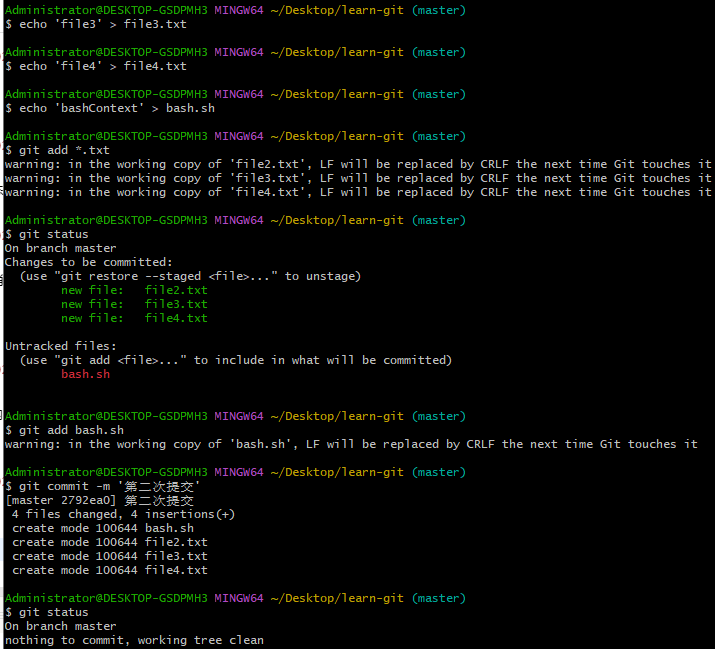 Administrator@DESKTOP-GSDPMH3 MINGW64 ~/Desktop/learn-git (master)
$ echo 'file3' > file3.txt
Administrator@DESKTOP-GSDPMH3 MINGW64 ~/Desktop/learn-git (master)
$ echo 'file4' > file4.txt
Administrator@DESKTOP-GSDPMH3 MINGW64 ~/Desktop/learn-git (master)
$ echo 'bashContext' > bash.sh
Administrator@DESKTOP-GSDPMH3 MINGW64 ~/Desktop/learn-git (master)
$ git add *.txt
warning: in the working copy of 'file2.txt', LF will be replaced by CRLF the next time Git touches it
warning: in the working copy of 'file3.txt', LF will be replaced by CRLF the next time Git touches it
warning: in the working copy of 'file4.txt', LF will be replaced by CRLF the next time Git touches it
Administrator@DESKTOP-GSDPMH3 MINGW64 ~/Desktop/learn-git (master)
$ git status
On branch master
Changes to be committed:
  (use "git restore --staged <file>..." to unstage)
        new file:   file2.txt
        new file:   file3.txt
        new file:   file4.txt
Untracked files:
  (use "git add <file>..." to include in what will be committed)
        bash.sh
Administrator@DESKTOP-GSDPMH3 MINGW64 ~/Desktop/learn-git (master)
$ git add bash.sh
warning: in the working copy of 'bash.sh', LF will be replaced by CRLF the next time Git touches it
Administrator@DESKTOP-GSDPMH3 MINGW64 ~/Desktop/learn-git (master)
$ git commit -m '第二次提交'
[master 2792ea0] 第二次提交
 4 files changed, 4 insertions(+)
 create mode 100644 bash.sh
 create mode 100644 file2.txt
 create mode 100644 file3.txt
 create mode 100644 file4.txt
Administrator@DESKTOP-GSDPMH3 MINGW64 ~/Desktop/learn-git (master)
$ git status
On branch master
nothing to commit, working tree clean